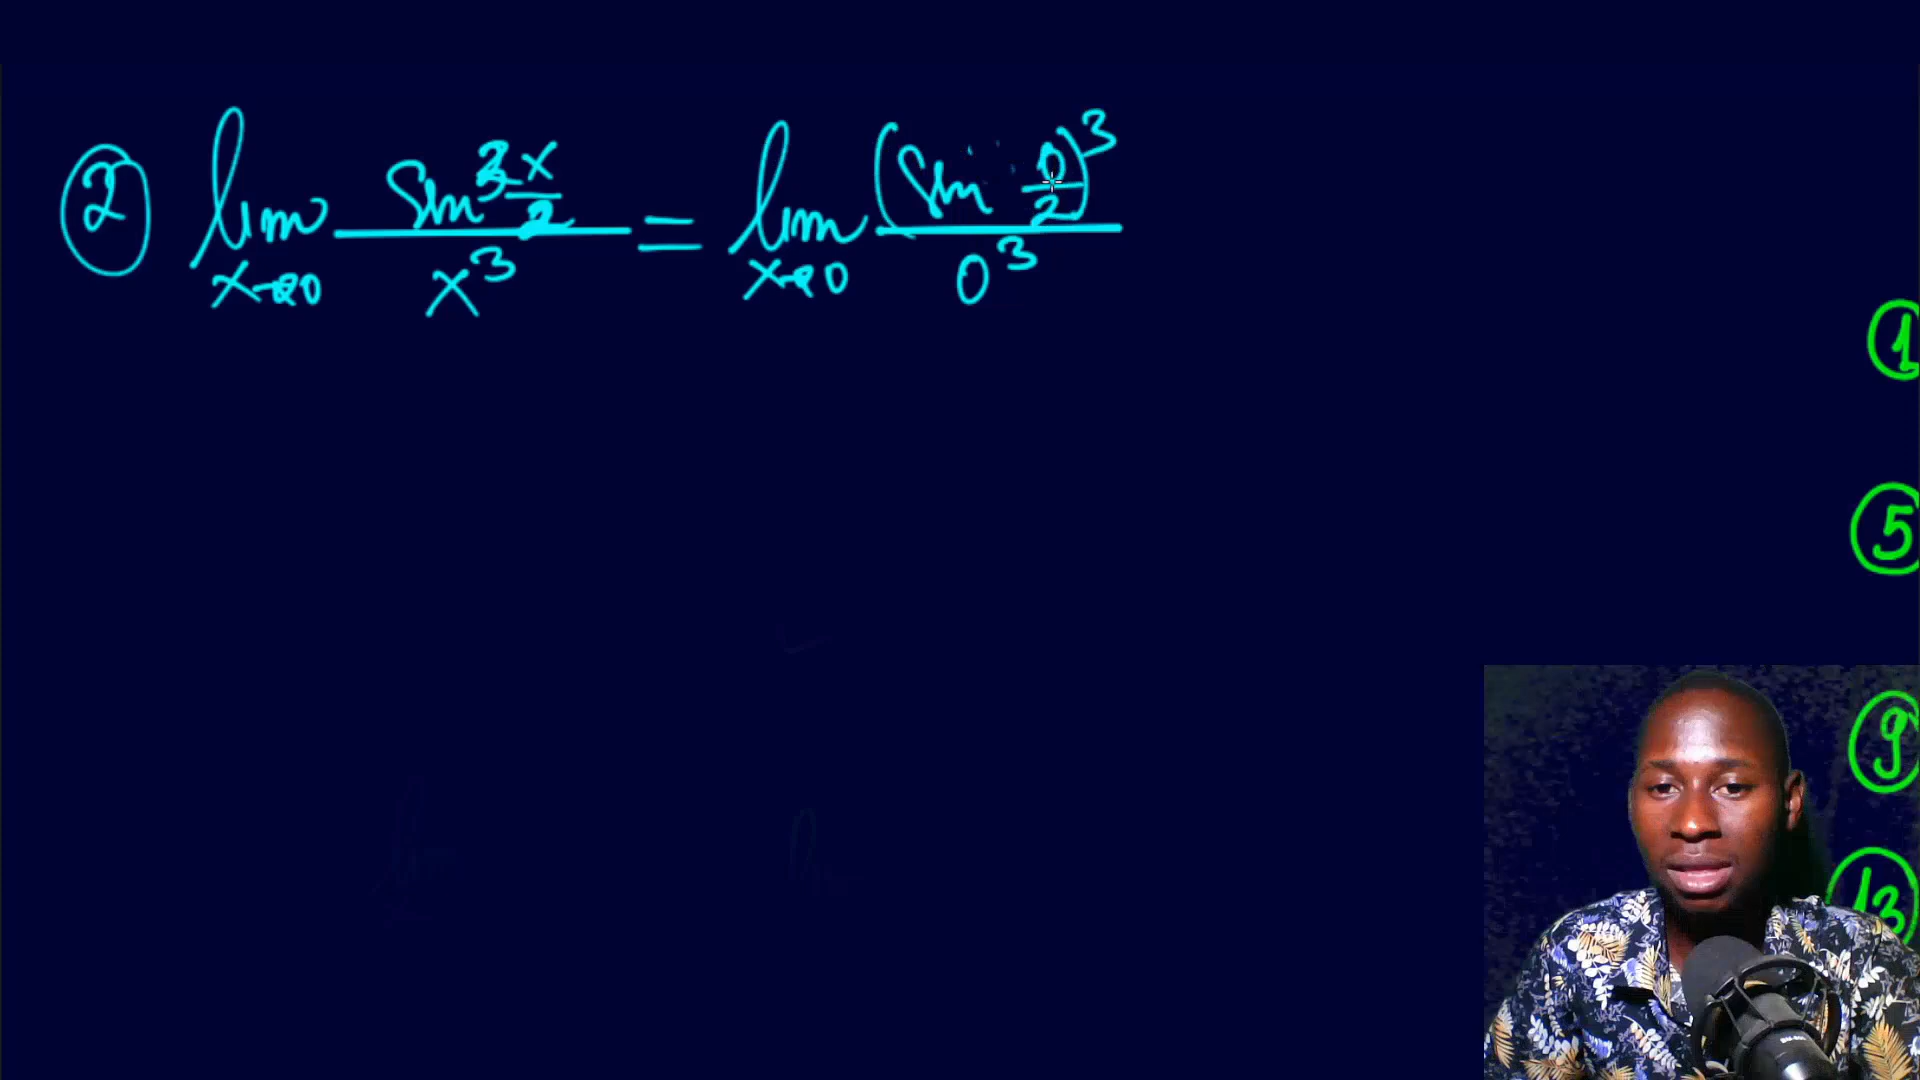 ② lim x→0 sin³ x/2 / x³ = lim x→0 (sin 0/2)³ / 0³
①
⑤
⑨
⑬